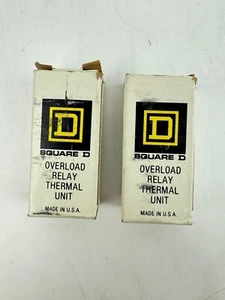 D
SQUARE D
OVERLOAD
RELAY
THERMAL
UNIT
MADE IN U.S.A.
D
SQUARE D
OVERLOAD
RELAY
THERMAL
UNIT
MADE IN U.S.A.